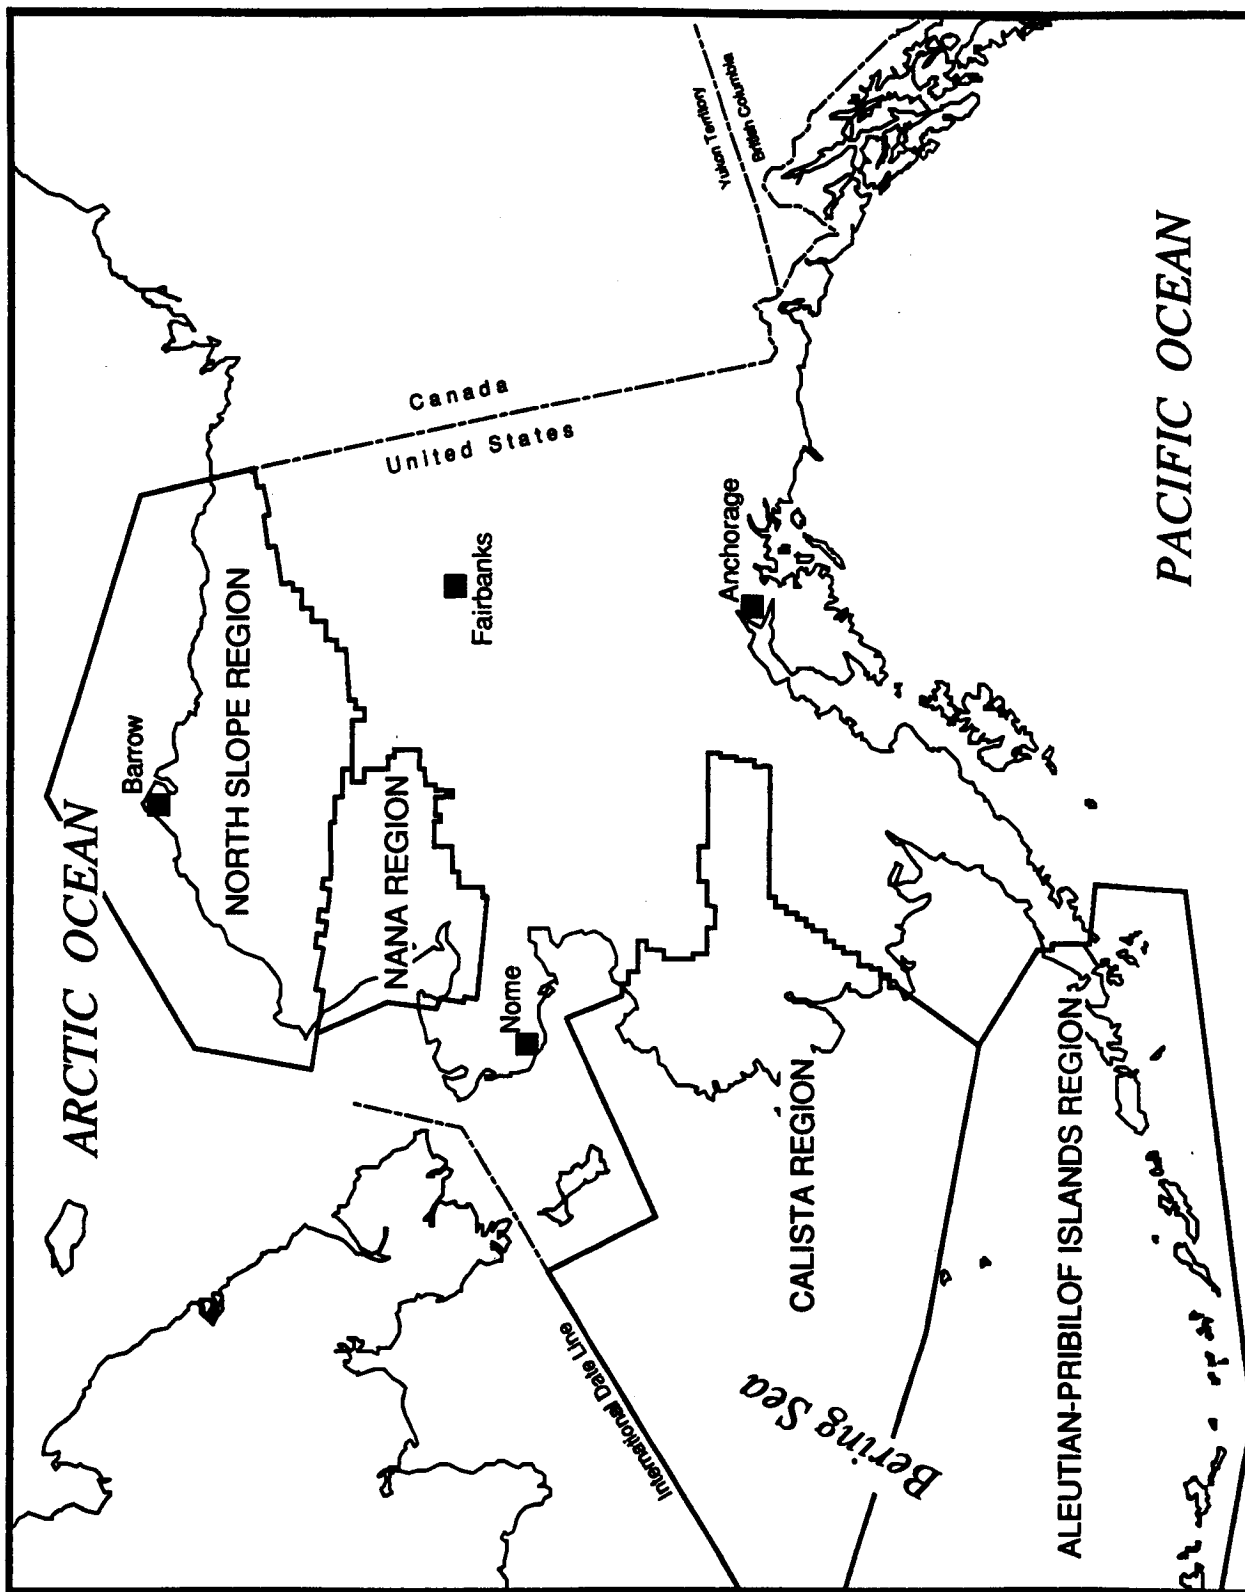 ARCTIC OCEAN
Barrow
NORTH SLOPE REGION
NANA REGION
Canada
United States
Fairbanks
Nome
Yukon Territory
British Columbia
Anchorage
International Date Line
CALISTA REGION
Bering Sea
ALEUTIAN-PRIBILOF ISLANDS REGION
PACIFIC OCEAN